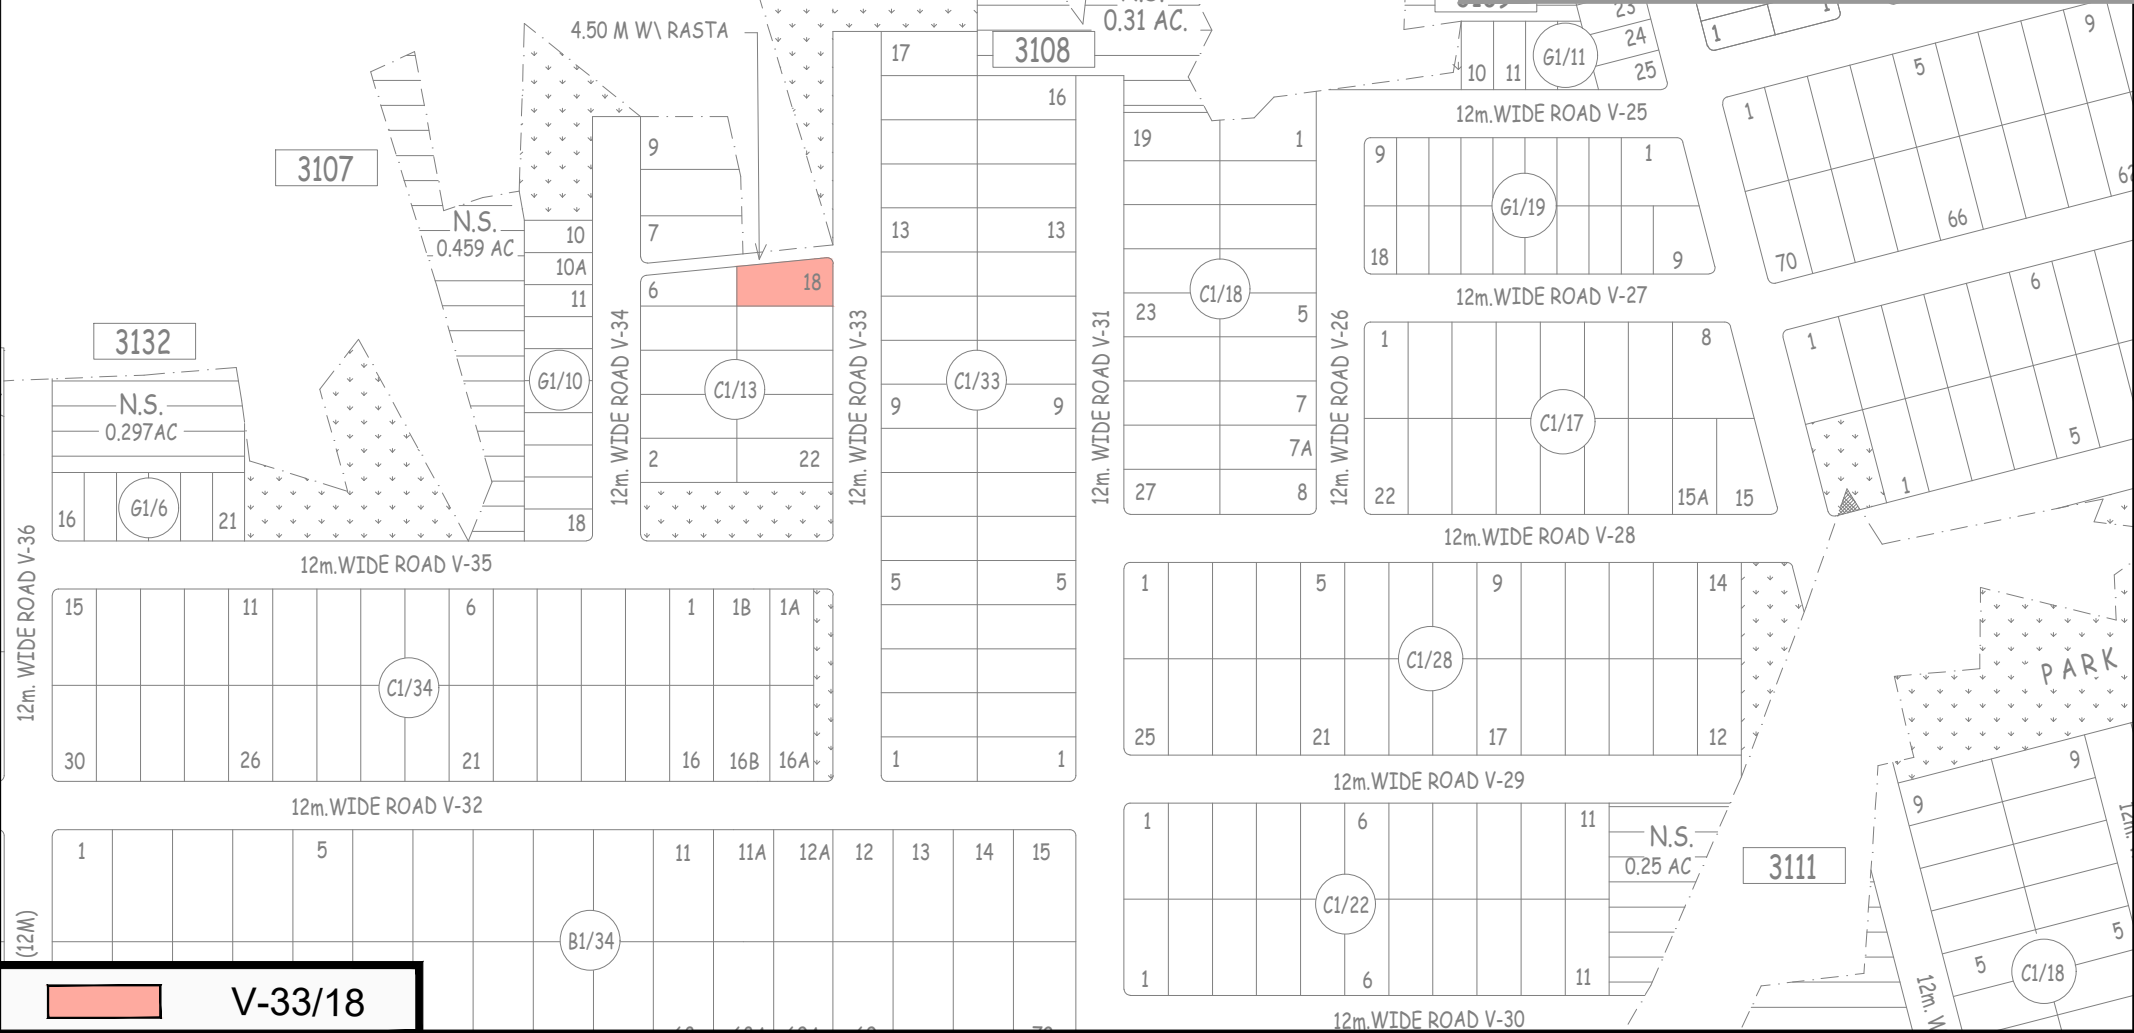 4.50 M W\ RASTA
3108
0.31 AC.
G1/11
23
24
25
10
11
12m.WIDE ROAD V-25
1
1
1
5
9
62
66
70
3107
N.S.
0.459 AC
10
10A
11
G1/10
18
12m. WIDE ROAD V-34
9
7
6
18
C1/13
2
22
12m. WIDE ROAD V-33
17
16
13
13
C1/33
9
9
5
5
1
1
12m. WIDE ROAD V-31
19
1
C1/18
23
5
7
7A
27
8
12m. WIDE ROAD V-26
9
1
G1/19
18
9
12m.WIDE ROAD V-27
1
8
C1/17
22
15A
15
12m.WIDE ROAD V-28
1
6
5
1
3132
N.S.
0.297AC
16
G1/6
21
12m. WIDE ROAD V-36
12m.WIDE ROAD V-35
15
11
6
1
1B
1A
C1/34
30
26
21
16
16B
16A
12m.WIDE ROAD V-32
1
5
9
14
C1/28
25
21
17
12
12m.WIDE ROAD V-29
PARK
1
5
11
11A
12A
12
13
14
15
B1/34
(12M)
1
6
11
N.S.
0.25 AC
C1/22
1
6
11
12m.WIDE ROAD V-30
3111
9
9
5
5
C1/18
12m.
V-33/18